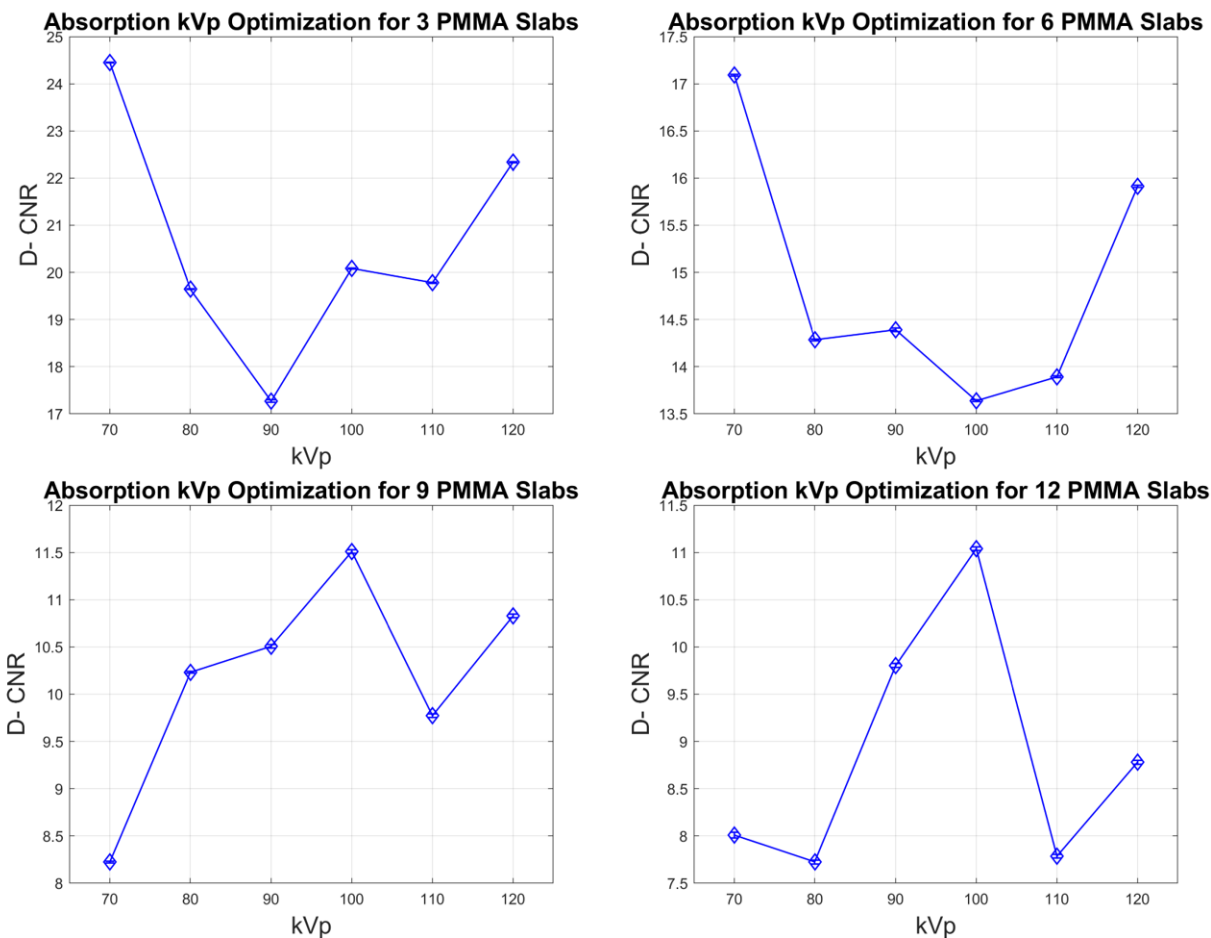 Absorption kVp Optimization for 3 PMMA Slabs
25
24
23
22
21
20
19
18
17
D- CNR
70 80 90 100 110 120
kVp
Absorption kVp Optimization for 6 PMMA Slabs
17.5
17
16.5
16
15.5
15
14.5
14
13.5
D- CNR
70 80 90 100 110 120
kVp
Absorption kVp Optimization for 9 PMMA Slabs
12
11.5
11
10.5
10
9.5
9
8.5
8
D- CNR
70 80 90 100 110 120
kVp
Absorption kVp Optimization for 12 PMMA Slabs
11.5
11
10.5
10
9.5
9
8.5
8
7.5
D- CNR
70 80 90 100 110 120
kVp